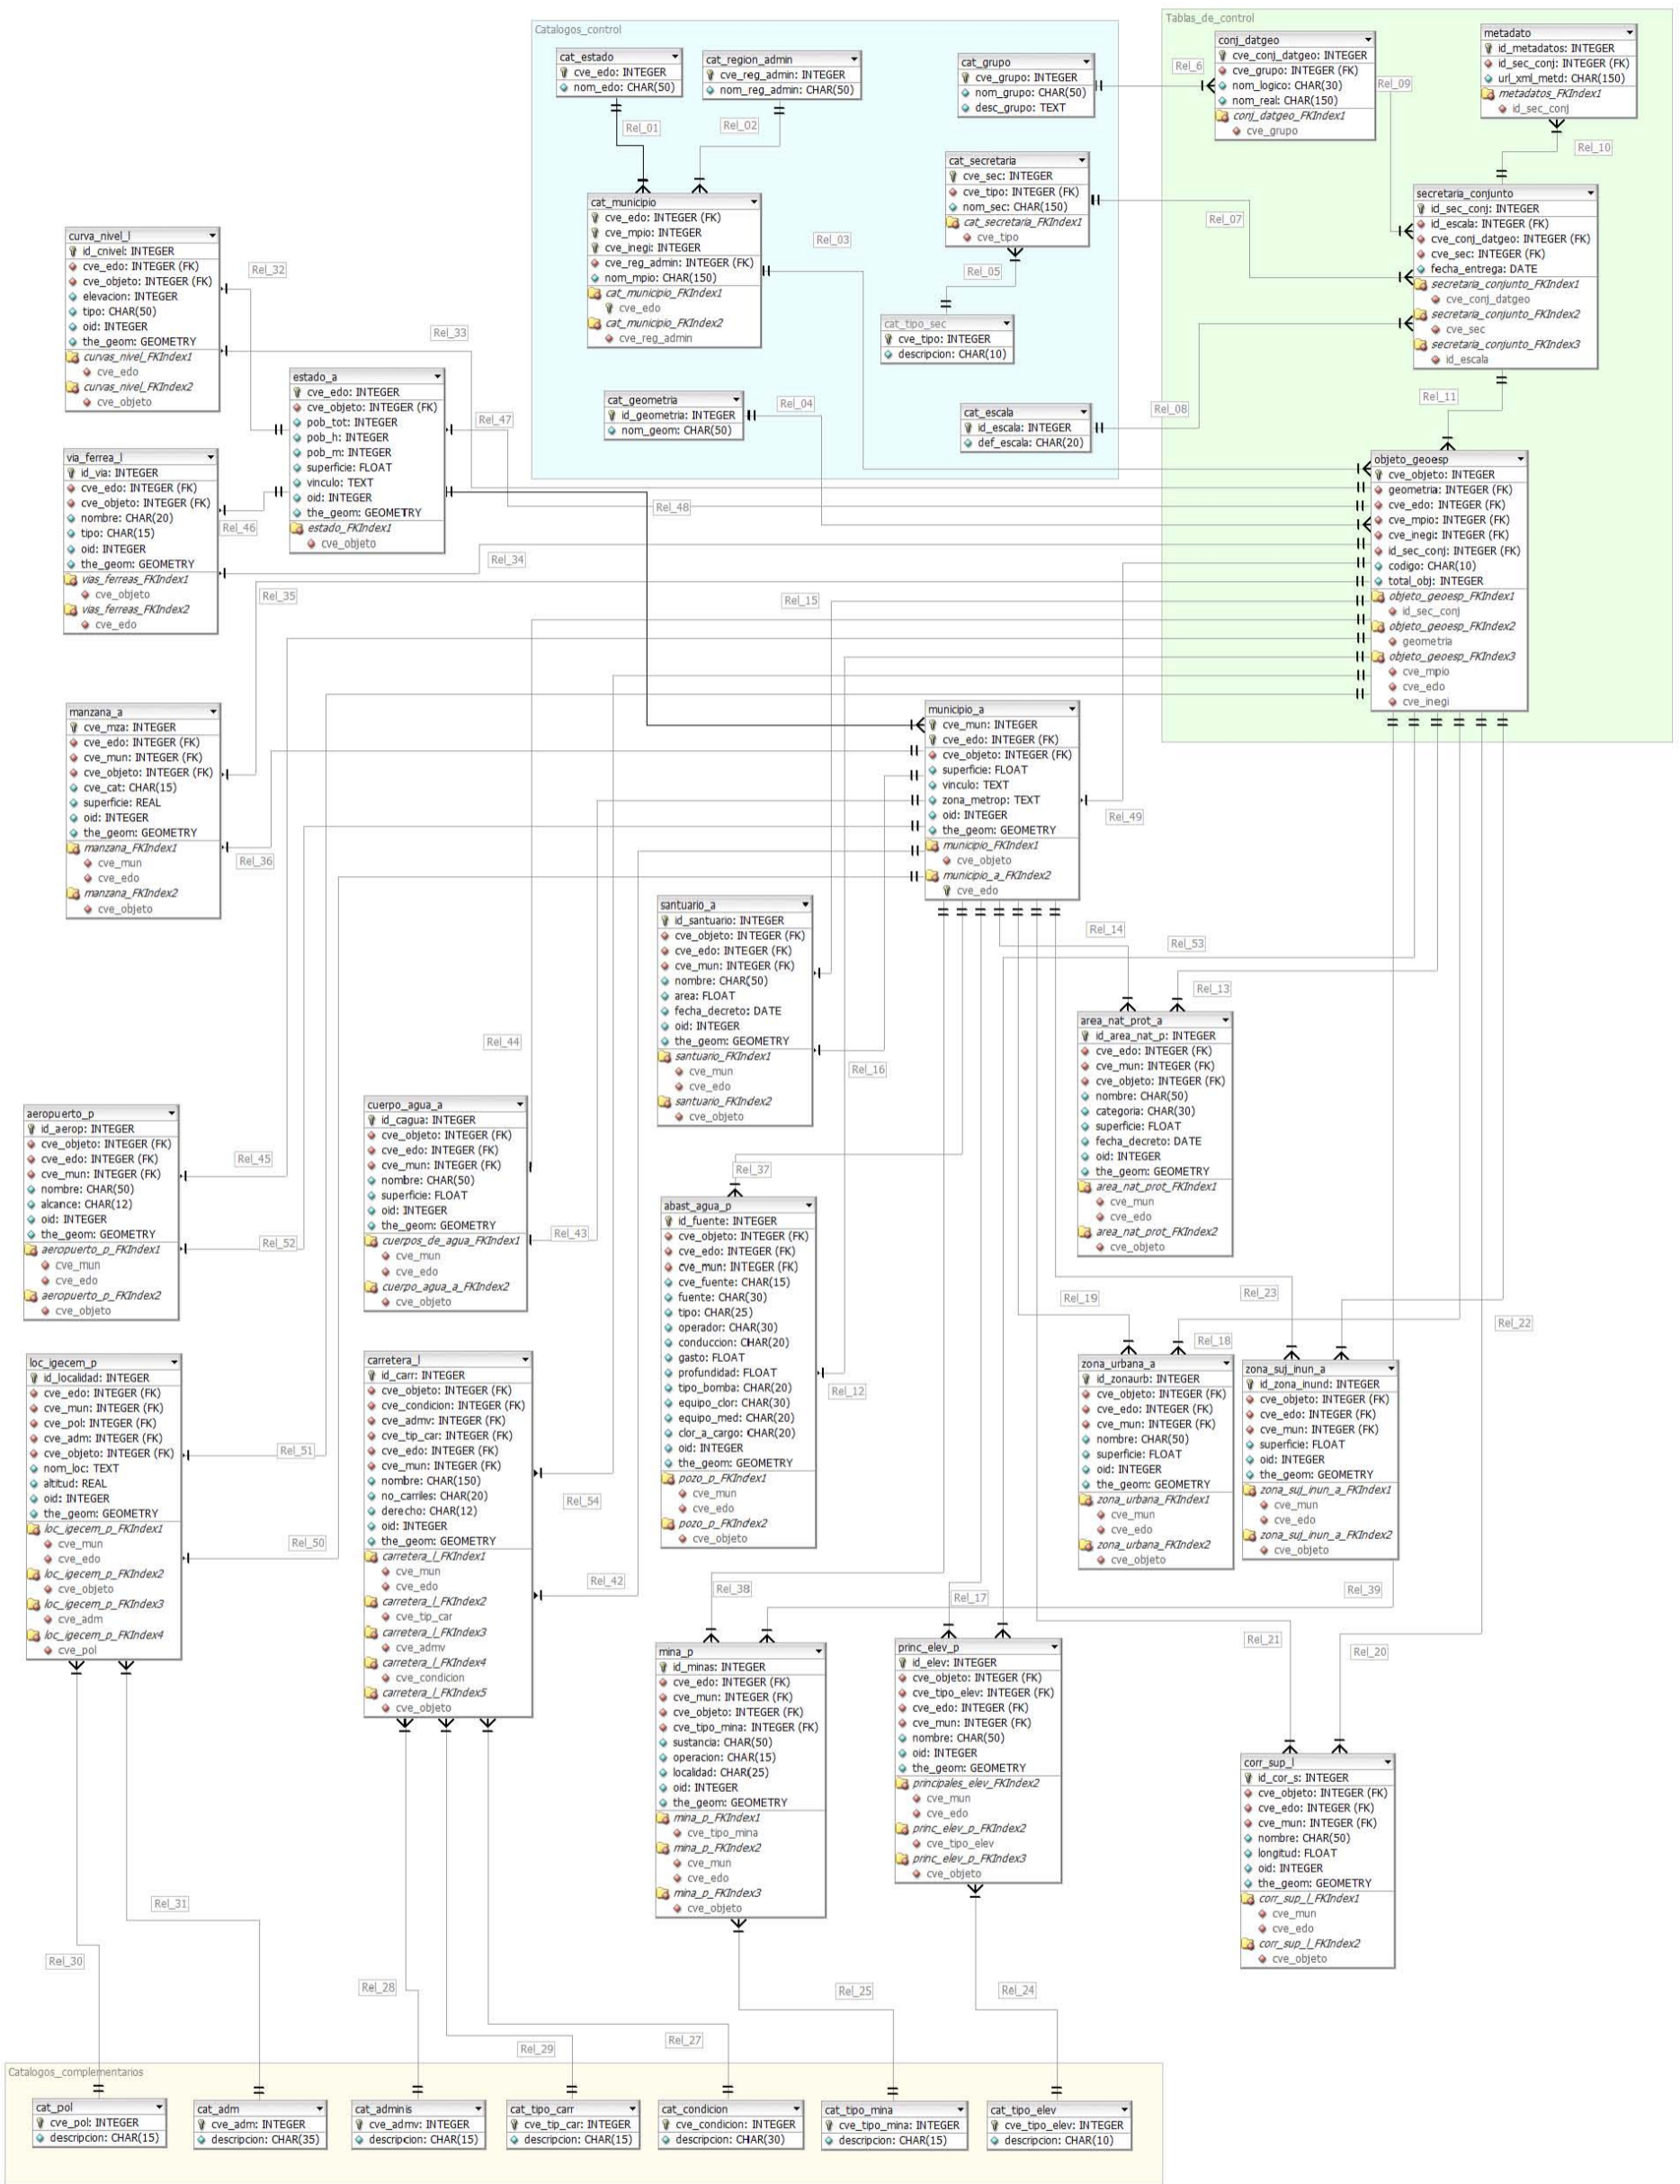 Catalogos_control
cat_estado
cve_edo: INTEGER
nom_edo: CHAR(50)
cat_region_admin
cve_reg_admin: INTEGER
nom_reg_admin: CHAR(50)
cat_grupo
cve_grupo: INTEGER
nom_grupo: CHAR(50)
desc_grupo: TEXT
Rel_01
Rel_02
cat_secretaria
cve_sec: INTEGER
cve_tipo: INTEGER (FK)
nom_sec: CHAR(150)
cat_secretaria_FKIndex1
cve_tipo
cat_municipio
cve_edo: INTEGER (FK)
cve_mpio: INTEGER
cve_inegi: INTEGER
cve_reg_admin: INTEGER (FK)
nom_mpio: CHAR(150)
cat_municipio_FKIndex1
cve_edo
cat_municipio_FKIndex2
cve_reg_admin
Rel_03
Rel_05
cat_tipo_sec
cve_tipo: INTEGER
descripcion: CHAR(10)
cat_geometria
id_geometria: INTEGER
nom_geom: CHAR(50)
Rel_04
cat_escala
id_escala: INTEGER
def_escala: CHAR(20)
Tablas_de_control
conj_datgeo
cve_conj_datgeo: INTEGER
cve_grupo: INTEGER (FK)
nom_logico: CHAR(30)
nom_real: CHAR(150)
conj_datgeo_FKIndex1
cve_grupo
metadato
id_metadatos: INTEGER
id_sec_conj: INTEGER (FK)
url_xml_metd: CHAR(150)
metadatos_FKIndex1
id_sec_conj
Rel_6
Rel_09
Rel_10
secretaria_conjunto
id_sec_conj: INTEGER
id_escala: INTEGER (FK)
cve_conj_datgeo: INTEGER (FK)
cve_sec: INTEGER (FK)
fecha_entrega: DATE
secretaria_conjunto_FKIndex1
cve_conj_datgeo
secretaria_conjunto_FKIndex2
cve_sec
secretaria_conjunto_FKIndex3
id_escala
Rel_07
Rel_08
Rel_11
objeto_geoesp
cve_objeto: INTEGER
geometria: INTEGER (FK)
cve_edo: INTEGER (FK)
cve_mpio: INTEGER (FK)
cve_inegi: INTEGER (FK)
id_sec_conj: INTEGER (FK)
codigo: CHAR(10)
total_obj: INTEGER
objeto_geoesp_FKIndex1
id_sec_conj
objeto_geoesp_FKIndex2
geometria
objeto_geoesp_FKIndex3
cve_mpio
cve_edo
cve_inegi
curva_nivel_l
id_cnivel: INTEGER
cve_edo: INTEGER (FK)
cve_objeto: INTEGER (FK)
elevacion: INTEGER
tipo: CHAR(50)
oid: INTEGER
the_geom: GEOMETRY
curvas_nivel_FKIndex1
cve_edo
curvas_nivel_FKIndex2
cve_objeto
Rel_32
Rel_33
estado_a
cve_edo: INTEGER
cve_objeto: INTEGER (FK)
pob_tot: INTEGER
pob_h: INTEGER
pob_m: INTEGER
superficie: FLOAT
vinculo: TEXT
oid: INTEGER
the_geom: GEOMETRY
estado_FKIndex1
cve_objeto
Rel_47
Rel_48
via_ferrea_l
id_via: INTEGER
cve_edo: INTEGER (FK)
cve_objeto: INTEGER (FK)
nombre: CHAR(20)
tipo: CHAR(15)
oid: INTEGER
the_geom: GEOMETRY
vias_ferreas_FKIndex1
cve_objeto
vias_ferreas_FKIndex2
cve_edo
Rel_46
Rel_34
Rel_35
Rel_15
manzana_a
cve_mza: INTEGER
cve_edo: INTEGER (FK)
cve_mun: INTEGER (FK)
cve_objeto: INTEGER (FK)
cve_cat: CHAR(15)
superficie: REAL
oid: INTEGER
the_geom: GEOMETRY
manzana_FKIndex1
cve_mun
cve_edo
manzana_FKIndex2
cve_objeto
Rel_36
municipio_a
cve_mun: INTEGER
cve_edo: INTEGER (FK)
cve_objeto: INTEGER (FK)
superficie: FLOAT
vinculo: TEXT
zona_metrop: TEXT
oid: INTEGER
the_geom: GEOMETRY
municipio_FKIndex1
cve_objeto
municipio_a_FKIndex2
cve_edo
Rel_49
santuario_a
id_santuario: INTEGER
cve_objeto: INTEGER (FK)
cve_edo: INTEGER (FK)
cve_mun: INTEGER (FK)
nombre: CHAR(50)
area: FLOAT
fecha_decreto: DATE
oid: INTEGER
the_geom: GEOMETRY
santuario_FKIndex1
cve_mun
cve_edo
santuario_FKIndex2
cve_objeto
Rel_16
Rel_14
Rel_53
Rel_13
area_nat_prot_a
id_area_nat_p: INTEGER
cve_edo: INTEGER (FK)
cve_mun: INTEGER (FK)
cve_objeto: INTEGER (FK)
nombre: CHAR(50)
categoria: CHAR(30)
superficie: FLOAT
fecha_decreto: DATE
oid: INTEGER
the_geom: GEOMETRY
area_nat_prot_FKIndex1
cve_mun
cve_edo
area_nat_prot_FKIndex2
cve_objeto
Rel_44
aeropuerto_p
id_aerop: INTEGER
cve_objeto: INTEGER (FK)
cve_edo: INTEGER (FK)
cve_mun: INTEGER (FK)
nombre: CHAR(50)
alcance: CHAR(12)
oid: INTEGER
the_geom: GEOMETRY
aeropuerto_p_FKIndex1
cve_mun
cve_edo
aeropuerto_p_FKIndex2
cve_objeto
Rel_45
Rel_52
cuerpo_agua_a
id_cagua: INTEGER
cve_objeto: INTEGER (FK)
cve_edo: INTEGER (FK)
cve_mun: INTEGER (FK)
nombre: CHAR(50)
superficie: FLOAT
oid: INTEGER
the_geom: GEOMETRY
cuerpos_de_agua_FKIndex1
cve_mun
cve_edo
cuerpo_agua_a_FKIndex2
cve_objeto
Rel_43
Rel_37
abast_agua_p
id_fuente: INTEGER
cve_objeto: INTEGER (FK)
cve_edo: INTEGER (FK)
cve_mun: INTEGER (FK)
cve_fuente: CHAR(15)
fuente: CHAR(30)
tipo: CHAR(25)
operador: CHAR(30)
conduccion: CHAR(20)
gasto: FLOAT
profundidad: FLOAT
tipo_bomba: CHAR(20)
equipo_clor: CHAR(30)
equipo_med: CHAR(20)
clor_a_cargo: CHAR(20)
oid: INTEGER
the_geom: GEOMETRY
pozo_p_FKIndex1
cve_mun
cve_edo
pozo_p_FKIndex2
cve_objeto
Rel_12
Rel_19
Rel_23
Rel_18
Rel_22
loc_igecem_p
id_localidad: INTEGER
cve_edo: INTEGER (FK)
cve_mun: INTEGER (FK)
cve_pol: INTEGER (FK)
cve_adm: INTEGER (FK)
cve_objeto: INTEGER (FK)
nom_loc: TEXT
altitud: REAL
oid: INTEGER
the_geom: GEOMETRY
loc_igecem_p_FKIndex1
cve_mun
cve_edo
loc_igecem_p_FKIndex2
cve_objeto
loc_igecem_p_FKIndex3
cve_adm
loc_igecem_p_FKIndex4
cve_pol
Rel_51
Rel_50
carretera_l
id_carr: INTEGER
cve_objeto: INTEGER (FK)
cve_condicion: INTEGER (FK)
cve_admv: INTEGER (FK)
cve_tip_car: INTEGER (FK)
cve_edo: INTEGER (FK)
cve_mun: INTEGER (FK)
nombre: CHAR(150)
no_carriles: CHAR(20)
derecho: CHAR(12)
oid: INTEGER
the_geom: GEOMETRY
carretera_l_FKIndex1
cve_mun
cve_edo
carretera_l_FKIndex2
cve_tip_car
carretera_l_FKIndex3
cve_admv
carretera_l_FKIndex4
cve_condicion
carretera_l_FKIndex5
cve_objeto
Rel_54
Rel_42
zona_urbana_a
id_zonaurb: INTEGER
cve_objeto: INTEGER (FK)
cve_edo: INTEGER (FK)
cve_mun: INTEGER (FK)
nombre: CHAR(50)
superficie: FLOAT
oid: INTEGER
the_geom: GEOMETRY
zona_urbana_FKIndex1
cve_mun
cve_edo
zona_urbana_FKIndex2
cve_objeto
zona_suj_inun_a
id_zona_inund: INTEGER
cve_objeto: INTEGER (FK)
cve_edo: INTEGER (FK)
cve_mun: INTEGER (FK)
superficie: FLOAT
oid: INTEGER
the_geom: GEOMETRY
zona_suj_inun_a_FKIndex1
cve_mun
cve_edo
zona_suj_inun_a_FKIndex2
cve_objeto
Rel_38
Rel_17
Rel_39
Rel_21
Rel_20
mina_p
id_minas: INTEGER
cve_edo: INTEGER (FK)
cve_mun: INTEGER (FK)
cve_objeto: INTEGER (FK)
cve_tipo_mina: INTEGER (FK)
sustancia: CHAR(50)
operacion: CHAR(15)
localidad: CHAR(25)
oid: INTEGER
the_geom: GEOMETRY
mina_p_FKIndex1
cve_tipo_mina
mina_p_FKIndex2
cve_mun
cve_edo
mina_p_FKIndex3
cve_objeto
princ_elev_p
id_elev: INTEGER
cve_objeto: INTEGER (FK)
cve_tipo_elev: INTEGER (FK)
cve_edo: INTEGER (FK)
cve_mun: INTEGER (FK)
nombre: CHAR(50)
oid: INTEGER
the_geom: GEOMETRY
principales_elev_FKIndex2
cve_mun
cve_edo
princ_elev_p_FKIndex2
cve_tipo_elev
princ_elev_p_FKIndex3
cve_objeto
corr_sup_l
id_cor_s: INTEGER
cve_objeto: INTEGER (FK)
cve_edo: INTEGER (FK)
cve_mun: INTEGER (FK)
nombre: CHAR(50)
longitud: FLOAT
oid: INTEGER
the_geom: GEOMETRY
corr_sup_l_FKIndex1
cve_mun
cve_edo
corr_sup_l_FKIndex2
cve_objeto
Rel_31
Rel_30
Rel_28
Rel_29
Rel_27
Rel_25
Rel_24
Catalogos_complementarios
cat_pol
cve_pol: INTEGER
descripcion: CHAR(15)
cat_adm
cve_adm: INTEGER
descripcion: CHAR(35)
cat_adminis
cve_admv: INTEGER
descripcion: CHAR(15)
cat_tipo_carr
cve_tip_car: INTEGER
descripcion: CHAR(15)
cat_condicion
cve_condicion: INTEGER
descripcion: CHAR(30)
cat_tipo_mina
cve_tipo_mina: INTEGER
descripcion: CHAR(15)
cat_tipo_elev
cve_tipo_elev: INTEGER
descripcion: CHAR(10)